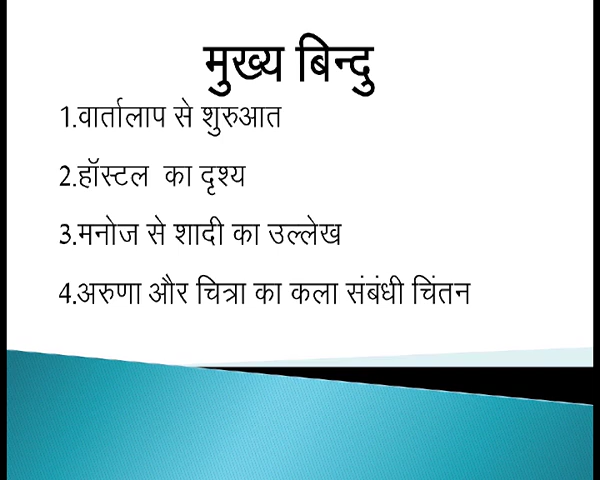 मुख्य बिन्दु
1.वार्तालाप से शुरुआत
2.हॉस्टल का दृश्य
3.मनोज से शादी का उल्लेख
4.अरुणा और चित्रा का कला संबंधी चिंतन